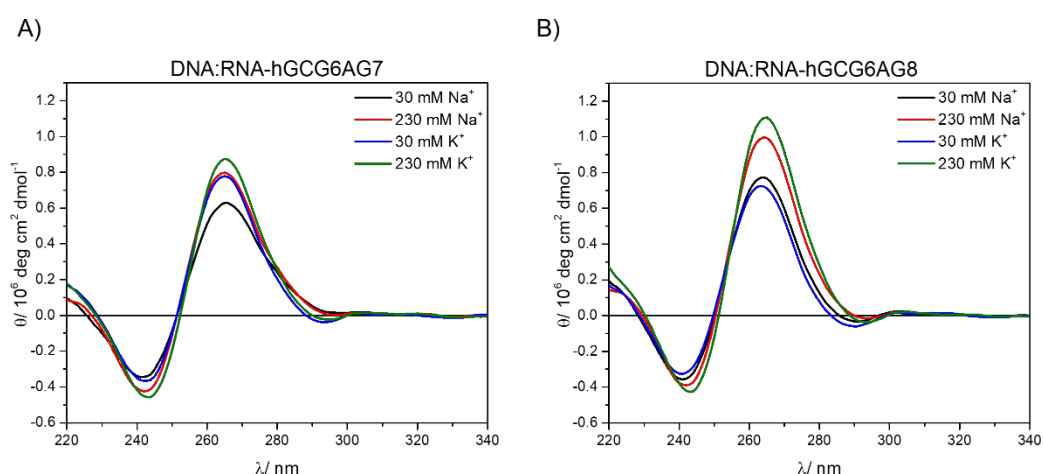 A)
DNA:RNA-hGCG6AG7
30 mM Na⁺
230 mM Na⁺
30 mM K⁺
230 mM K⁺
1.2
1.0
0.8
0.6
0.4
0.2
0.0
-0.2
-0.4
-0.6
θ/ 10⁶ deg cm² dmol⁻¹
220 240 260 280 300 320 340
λ/ nm
B)
DNA:RNA-hGCG6AG8
30 mM Na⁺
230 mM Na⁺
30 mM K⁺
230 mM K⁺
1.2
1.0
0.8
0.6
0.4
0.2
0.0
-0.2
-0.4
-0.6
θ/ 10⁶ deg cm² dmol⁻¹
220 240 260 280 300 320 340
λ/ nm